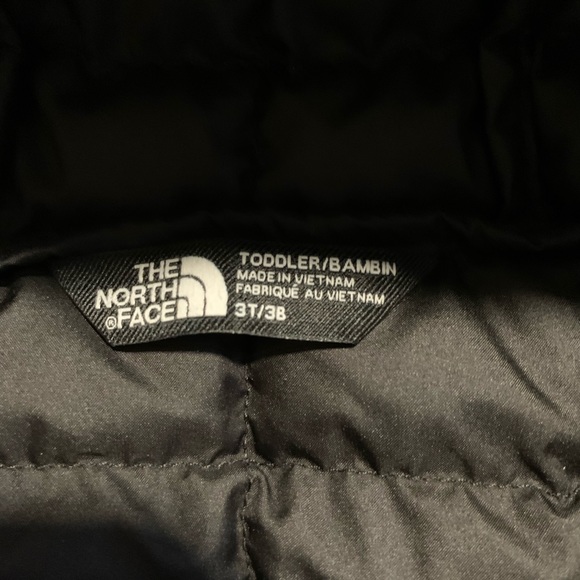 THE
NORTH
®FACE
TODDLER/BAMBIN
MADE IN VIETNAM
FABRIQUÉ AU VIETNAM
3T/3B